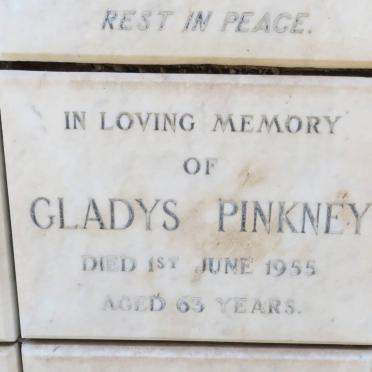 REST IN PEACE.
IN LOVING MEMORY
OF
GLADYS PINKNEY
DIED 1ST JUNE 1955
AGED 63 YEARS.